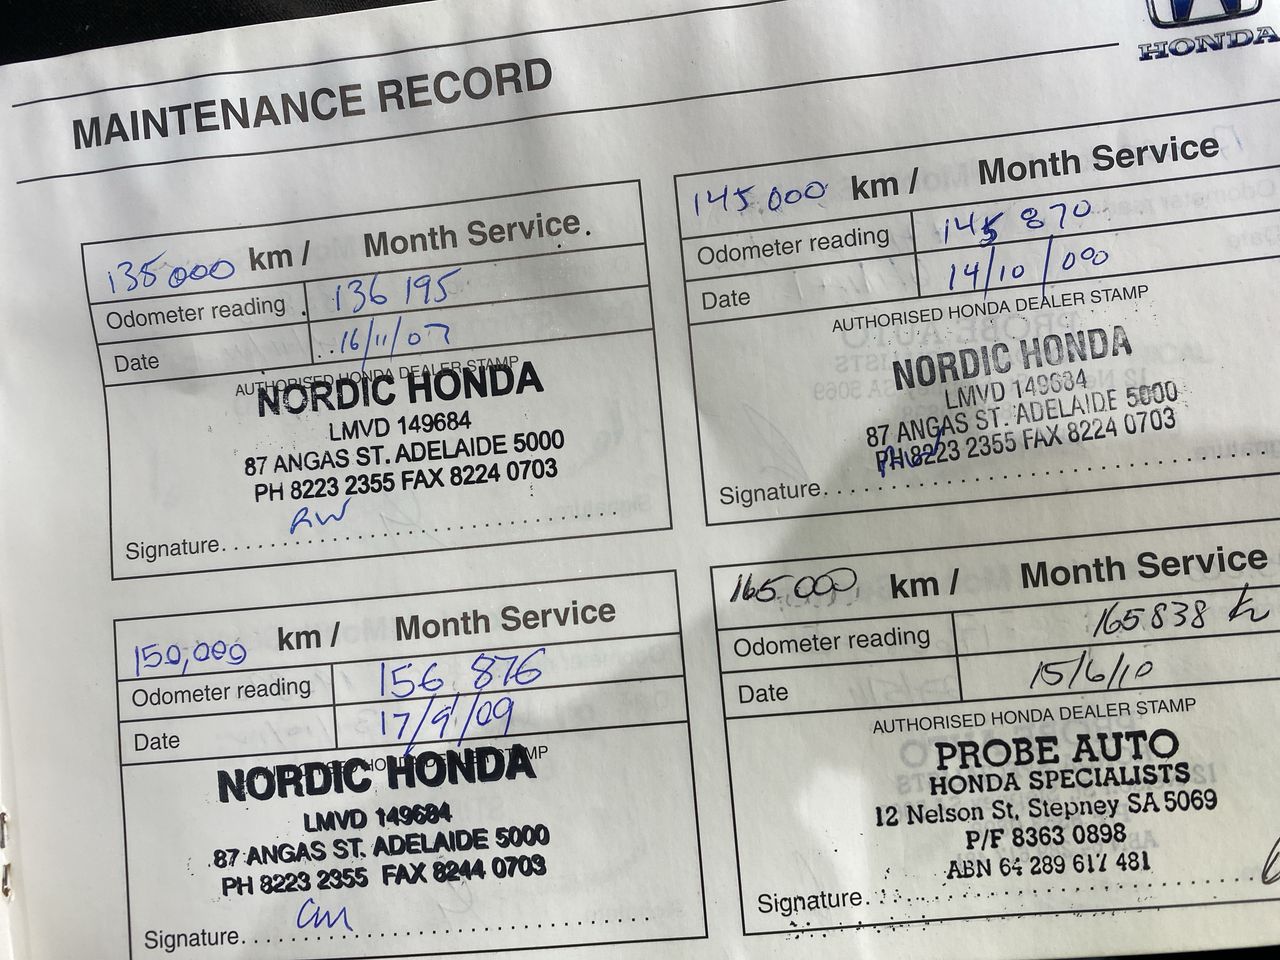 HONDA
MAINTENANCE RECORD
135000 km / Month Service
Odometer reading 136 195
Date 16/11/07
AUTHORISED HONDA DEALER STAMP
NORDIC HONDA
LMVD 149684
87 ANGAS ST. ADELAIDE 5000
PH 8223 2355 FAX 8224 0703
RW
Signature
145.000 km / Month Service
Odometer reading 145 870
Date 14/10/
AUTHORISED HONDA DEALER STAMP
NORDIC HONDA
LMVD 149684
87 ANGAS ST. ADELAIDE 5000
PH 8223 2355 FAX 8224 0703
Signature
150,000 km / Month Service
Odometer reading 156 876
Date 17/9/09
NORDIC HONDA
LMVD 149684
87 ANGAS ST. ADELAIDE 5000
PH 8223 2355 FAX 8244 0703
Signature
165.000 km / Month Service
Odometer reading 165838
Date 15/6/10
AUTHORISED HONDA DEALER STAMP
PROBE AUTO
HONDA SPECIALISTS
12 Nelson St, Stepney SA 5069
P/F 8363 0898
ABN 64 289 617 481
Signature